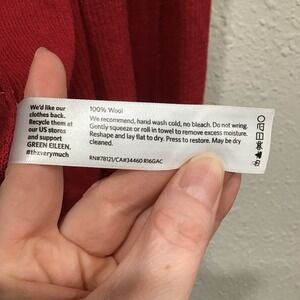 We'd like our
clothes back.
Recycle them at
our US stores
and support
GREEN EILEEN.
#thxverymuch
100% Wool
We recommend, hand wash cold, no bleach. Do not wring.
Gently squeeze or roll in towel to remove excess moisture.
Reshape and lay flat to dry. Press to restore. May be dry
cleaned.
RN#78121/CA#34460 R16GAC